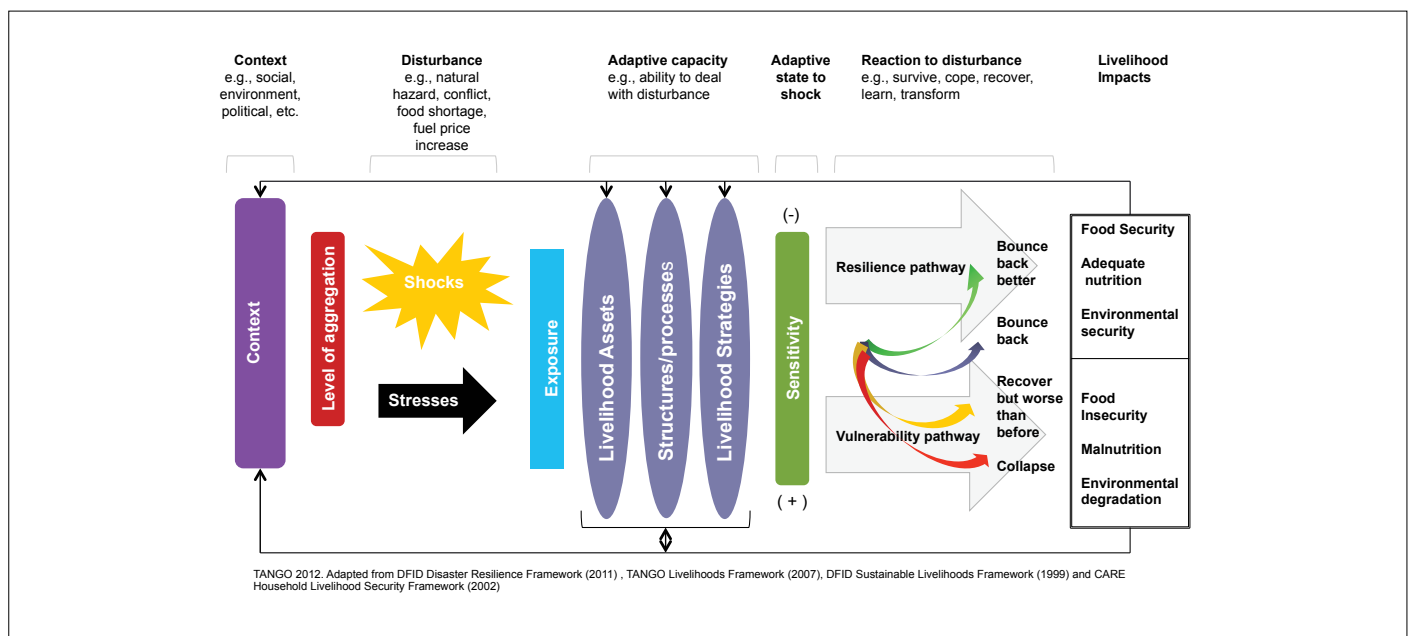 Context
e.g., social,
environment,
political, etc.
Disturbance
e.g., natural
hazard, conflict,
food shortage,
fuel price
increase
Adaptive capacity
e.g., ability to deal
with disturbance
Adaptive
state to
shock
Reaction to disturbance
e.g., survive, cope, recover,
learn, transform
Livelihood
Impacts
Context
Level of aggregation
Shocks
Stresses
Exposure
Livelihood Assets
Structures/processes
Livelihood Strategies
(-)
Sensitivity
( + )
Resilience pathway
Bounce
back
better
Bounce
back
Recover
but worse
than
before
Vulnerability pathway
Collapse
Food Security
Adequate
nutrition
Environmental
security
Food
Insecurity
Malnutrition
Environmental
degradation
TANGO 2012. Adapted from DFID Disaster Resilience Framework (2011) , TANGO Livelihoods Framework (2007), DFID Sustainable Livelihoods Framework (1999) and CARE
Household Livelihood Security Framework (2002)